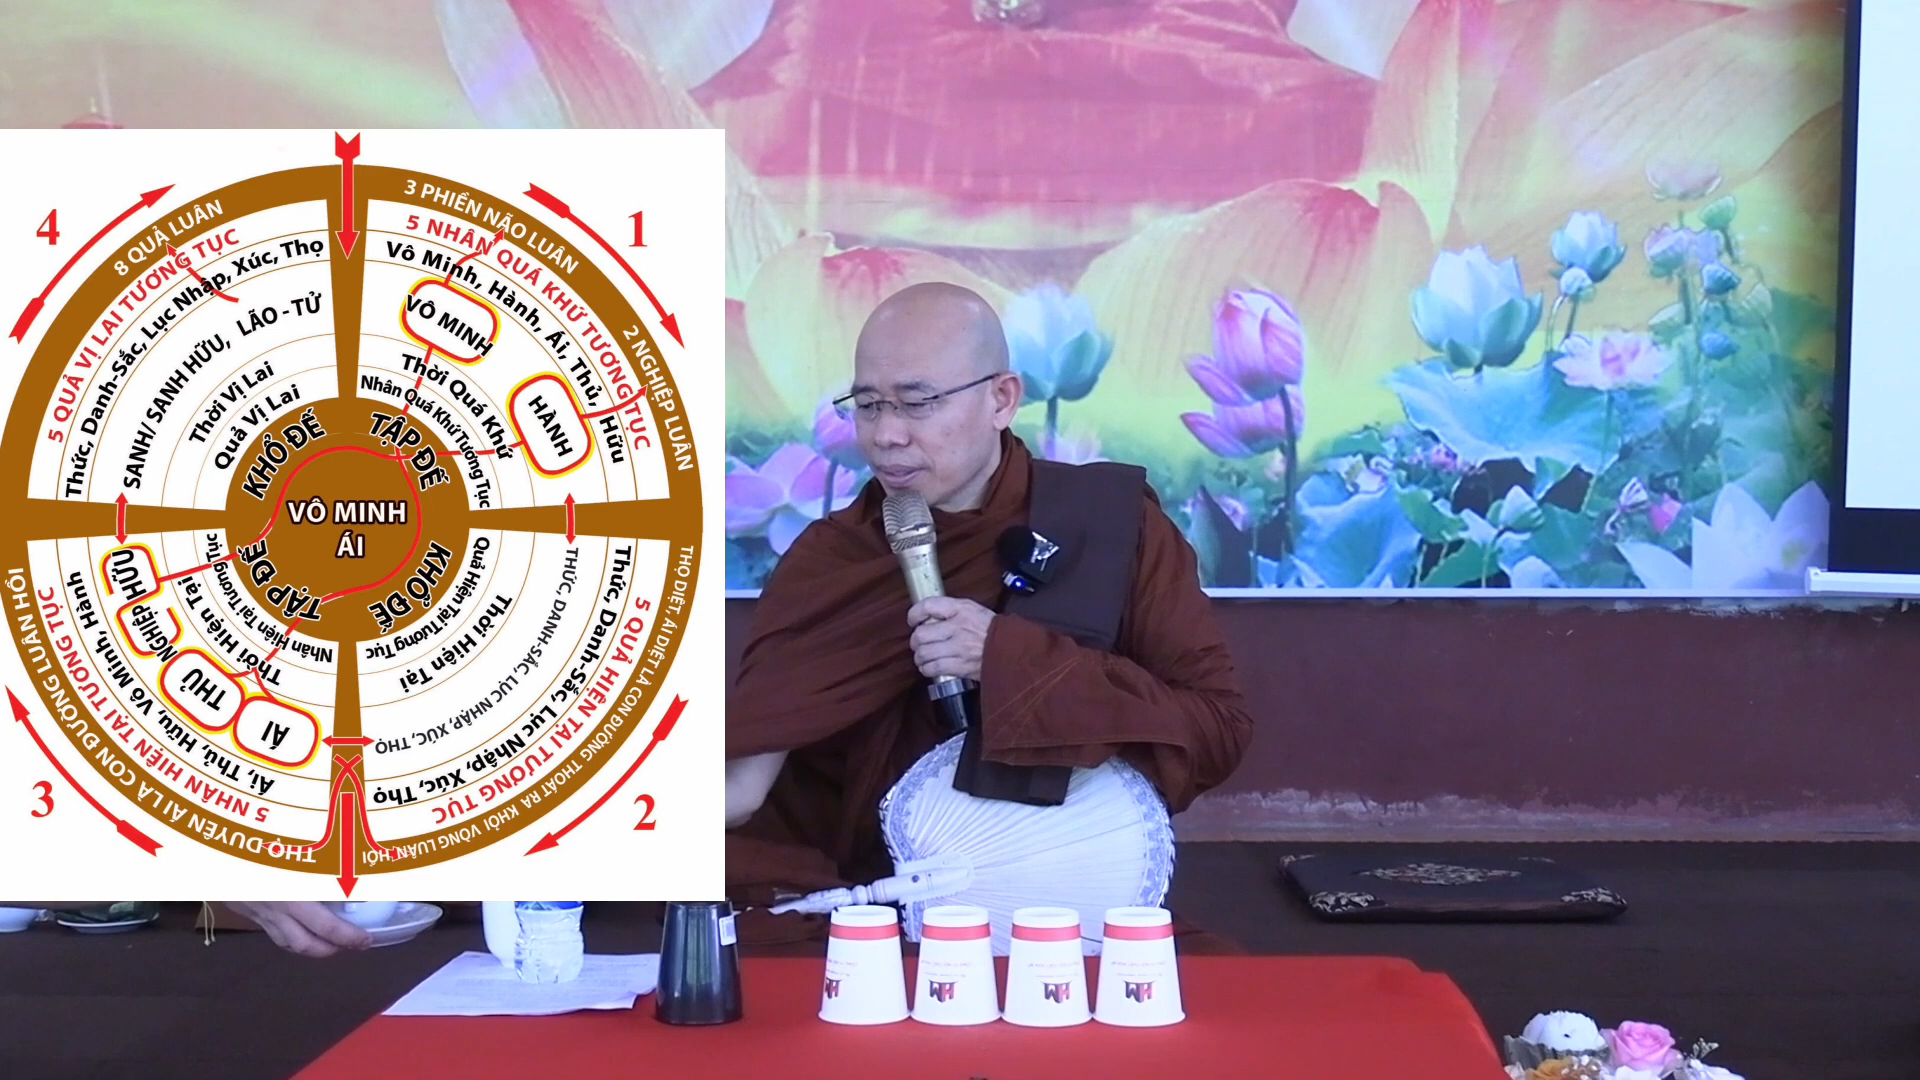 4
1
8 QUẢ LUÂN
5 QUẢ VỊ LAI TƯƠNG TỤC
Thức, Danh-Sắc, Lục Nhập, Xúc, Thọ
SANH/ SANH HỮU, LÃO - TỬ
Thời Vị Lai
Quả Vị Lai
KHỔ ĐẾ
3 PHIỀN NÃO LUÂN
2 NGHIỆP LUÂN
5 NHÂN QUÁ KHỨ TƯƠNG TỤC
Vô Minh, Hành, Ái, Thủ, Hữu
VÔ MINH
HÀNH
Thời Quá Khứ
Nhân Quá Khứ Tương Tục
TẬP ĐẾ
VÔ MINH
ÁI
KHỔ ĐẾ
Quả Hiện Tại Tương Tục
Thời Hiện Tại
THỨC, DANH-SẮC, LỤC NHẬP, XÚC, THỌ
Thức, Danh-Sắc, Lục Nhập, Xúc, Thọ
5 QUẢ HIỆN TẠI TƯƠNG TỤC
THỌ DIỆT, ÁI DIỆT LÀ CON ĐƯỜNG THOÁT RA KHỎI VÒNG LUÂN HỒI
2
TẬP ĐẾ
Nhân Hiện Tại Tương Tục
Thời Hiện Tại
ÁI
THỦ
NGHIỆP HỮU
Ái, Thủ, Hữu, Vô Minh, Hành
5 NHÂN HIỆN TẠI TƯƠNG TỤC
THỌ DUYÊN ÁI LÀ CON ĐƯỜNG LUÂN HỒI
3
HM
HM
HM
HM